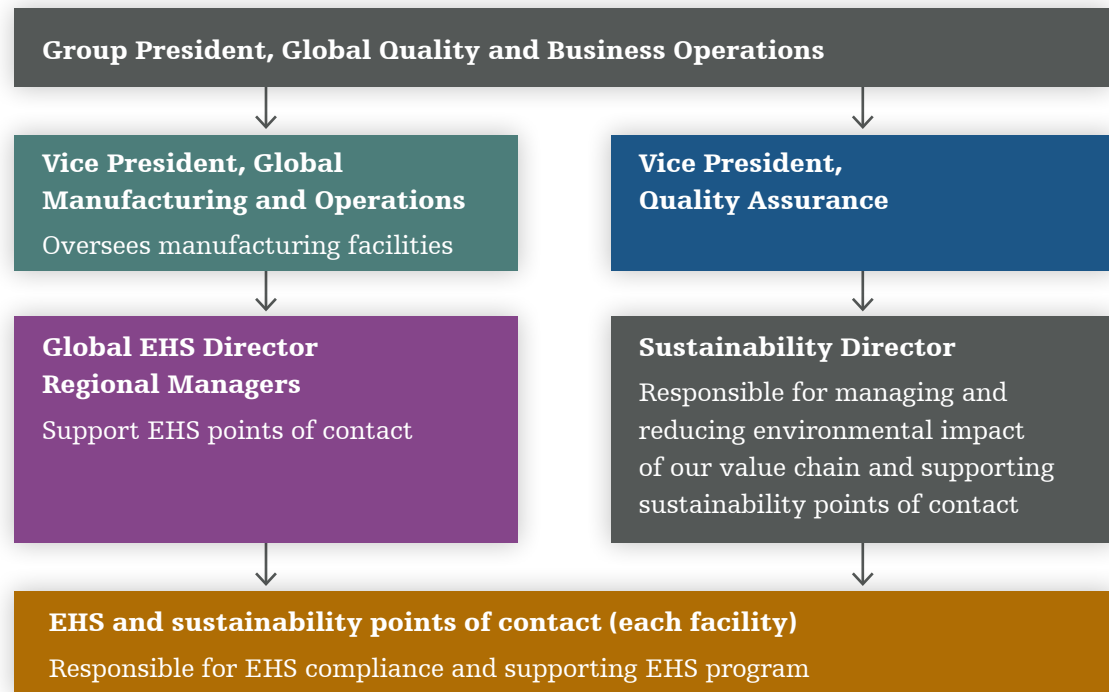 Group President, Global Quality and Business Operations
Vice President, Global
Manufacturing and Operations
Oversees manufacturing facilities
Vice President,
Quality Assurance
Global EHS Director
Regional Managers
Support EHS points of contact
Sustainability Director
Responsible for managing and
reducing environmental impact
of our value chain and supporting
sustainability points of contact
EHS and sustainability points of contact (each facility)
Responsible for EHS compliance and supporting EHS program